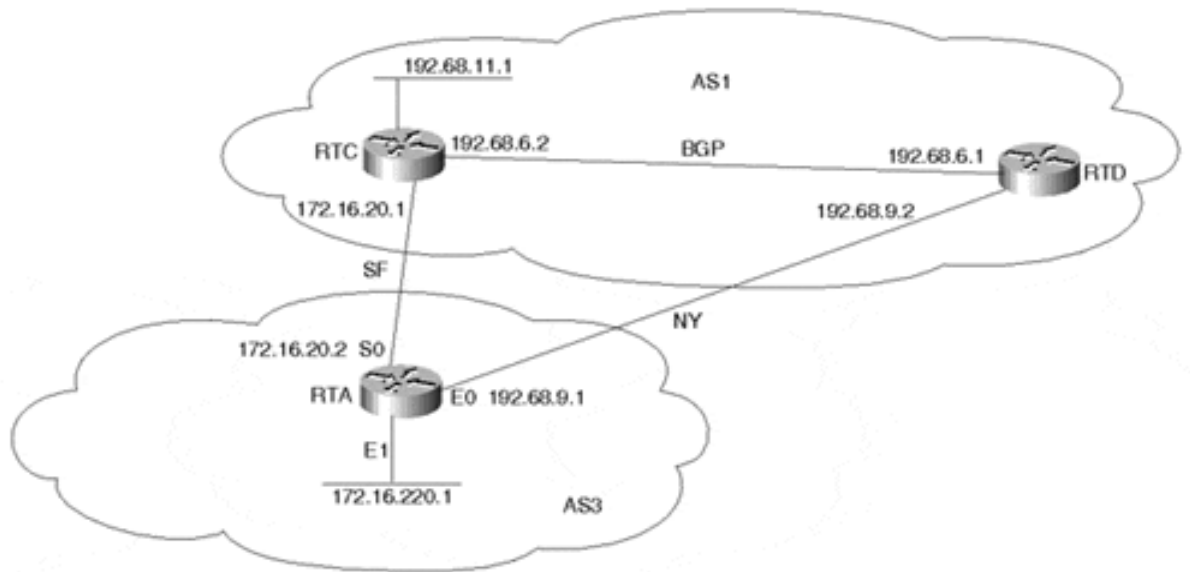 192.68.11.1
AS1
RTC
192.68.6.2
BGP
192.68.6.1
RTD
172.16.20.1
192.68.9.2
SF
NY
172.16.20.2 S0
RTA
E0 192.68.9.1
E1
172.16.220.1
AS3